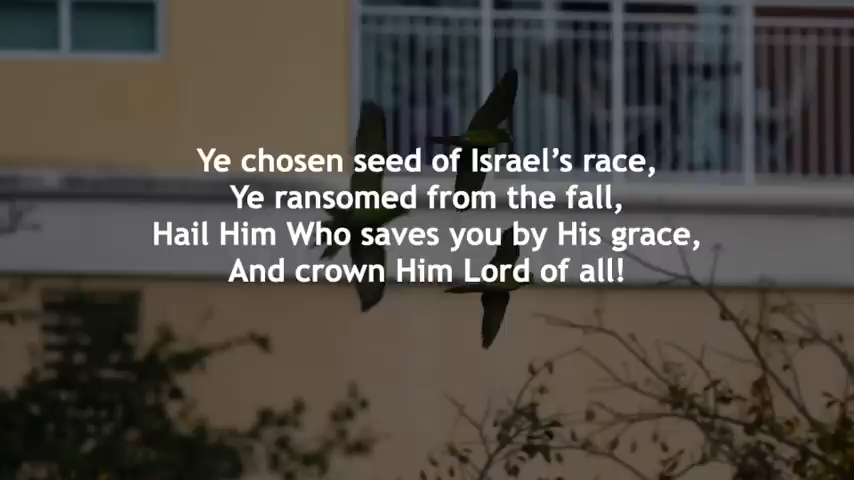 Ye chosen seed of Israel’s race,
Ye ransomed from the fall,
Hail Him Who saves you by His grace,
And crown Him Lord of all!